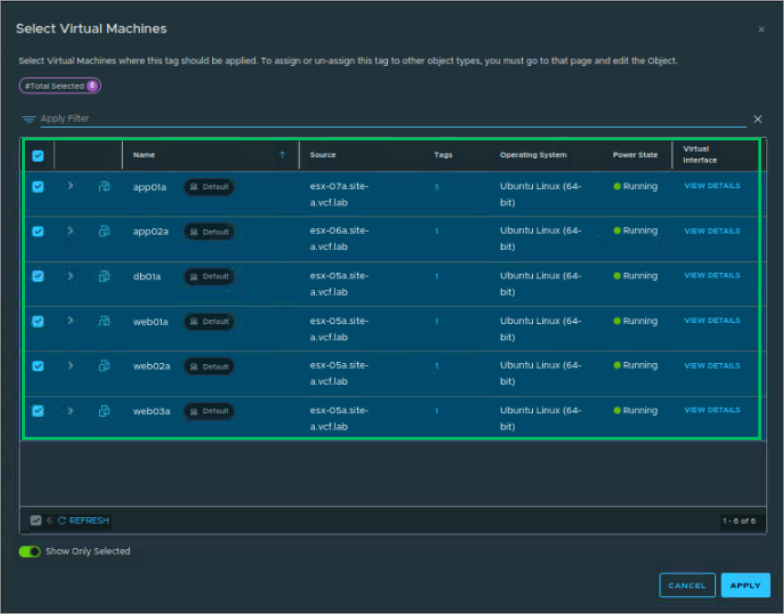 Select Virtual Machines
Select Virtual Machines where this tag should be applied. To assign or un-assign this tag to other object types, you must go to that page and edit the Object.
#Total Selected 6
Apply Filter
Name Source Tags Operating System Power State Virtual
Interface
app01a Default esx-07a.site- 3 Ubuntu Linux (64- Running VIEW DETAILS
a.vcf.lab bit)
app02a Default esx-06a.site- 1 Ubuntu Linux (64- Running VIEW DETAILS
a.vcf.lab bit)
db01a Default esx-05a.site- 1 Ubuntu Linux (64- Running VIEW DETAILS
a.vcf.lab bit)
web01a Default esx-05a.site- 1 Ubuntu Linux (64- Running VIEW DETAILS
a.vcf.lab bit)
web02a Default esx-05a.site- 1 Ubuntu Linux (64- Running VIEW DETAILS
a.vcf.lab bit)
web03a Default esx-05a.site- 1 Ubuntu Linux (64- Running VIEW DETAILS
a.vcf.lab bit)
6 REFRESH 1 - 6 of 6
Show Only Selected
CANCEL APPLY